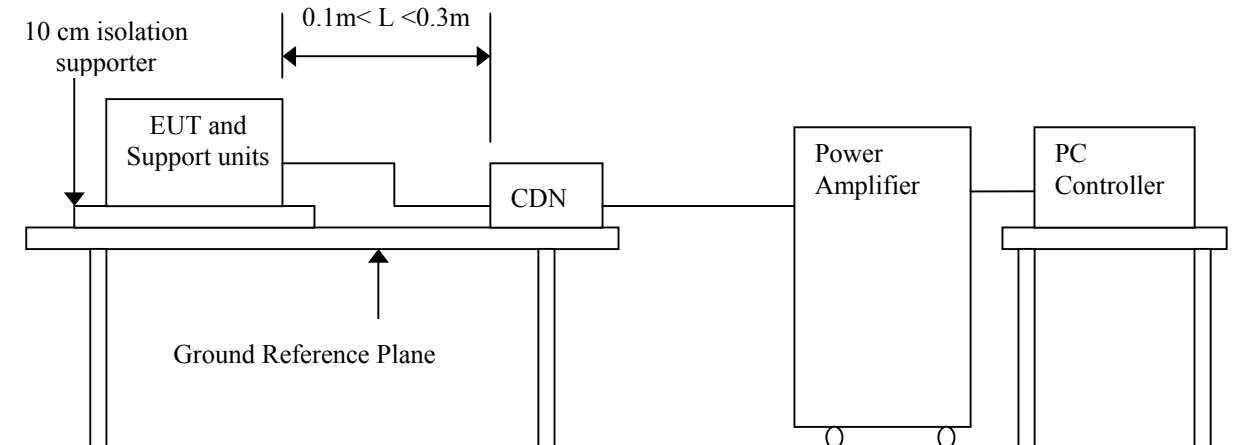 0.1m< L <0.3m
10 cm isolation
supporter
EUT and
Support units
CDN
Power
Amplifier
PC
Controller
Ground Reference Plane